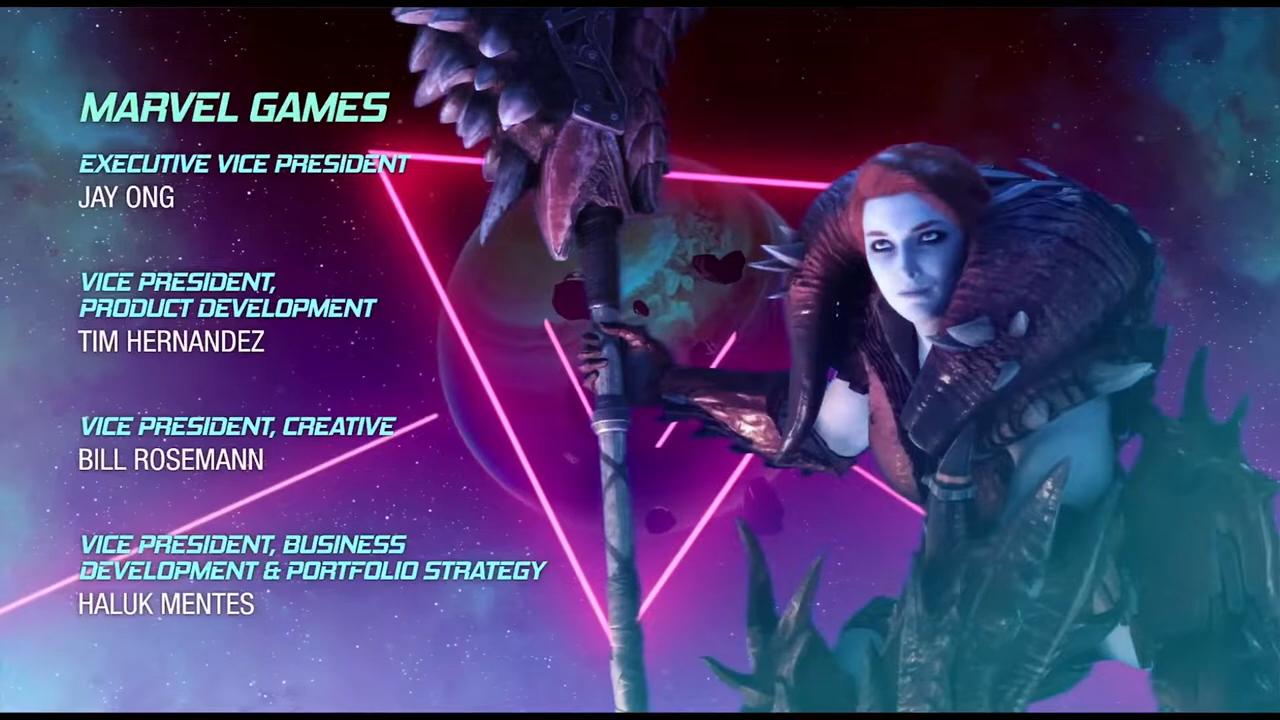 MARVEL GAMES
EXECUTIVE VICE PRESIDENT
JAY ONG
VICE PRESIDENT,
PRODUCT DEVELOPMENT
TIM HERNANDEZ
VICE PRESIDENT, CREATIVE
BILL ROSEMANN
VICE PRESIDENT, BUSINESS
DEVELOPMENT & PORTFOLIO STRATEGY
HALUK MENTES